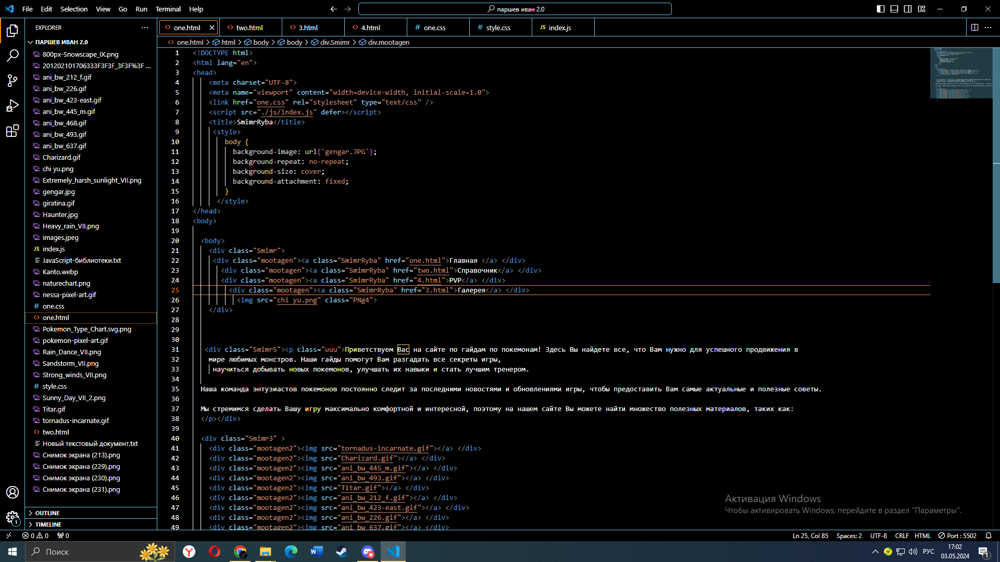 File Edit Selection View Go Run Terminal Help
паршев иван 2.0
EXPLORER
ПАРШЕВ ИВАН 2.0
800px-Snowscape_IX.png
201202101706333F3F3F_3F3F%3F ...
ani_bw_212_f.gif
ani_bw_226.gif
ani_bw_423-east.gif
ani_bw_445_m.gif
ani_bw_468.gif
ani_bw_493.gif
ani_bw_637.gif
Charizard.gif
chi yu.png
Extremely_harsh_sunlight_VII.png
gengar.jpg
giratina.gif
Haunter.jpg
Heavy_rain_VII.png
images.jpeg
JS index.js
JavaScript-библиотеки.txt
Kanto.webp
naturechart.png
nessa-pixel-art.gif
# one.css
<> one.html
Pokemon_Type_Chart.svg.png
pokemon-pixel-art.gif
Rain_Dance_VII.png
Sandstorm_VII.png
Strong_winds_VII.png
# style.css
Sunny_Day_VII_2.png
Titar.gif
tornadus-incarnate.gif
<> two.html
Новый текстовый документ.txt
Снимок экрана (213).png
Снимок экрана (229).png
Снимок экрана (230).png
Снимок экрана (231).png
OUTLINE
TIMELINE
<> one.html <> two.html <> 3.html <> 4.html # one.css # style.css JS index.js
<> one.html > html > body > body > div.Smimr > div.mootagen
1 <!DOCTYPE html>
2 <html lang="en">
3 <head>
4 <meta charset="UTF-8">
5 <meta name="viewport" content="width=device-width, initial-scale=1.0">
6 <link href="one.css" rel="stylesheet" type="text/css" />
7 <script src="./js/index.js" defer></script>
8 <title>SmimrRyba</title>
9 <style>
10 body {
11 background-image: url('gengar.JPG');
12 background-repeat: no-repeat;
13 background-size: cover;
14 background-attachment: fixed;
15 }
16 </style>
17 </head>
18 <body>
19
20 <body>
21 <div class="Smimr">
22 <div class="mootagen"><a class="SmimrRyba" href="one.html">Главная </a> </div>
23 <div class="mootagen"><a class="SmimrRyba" href="two.html">Справочник</a> </div>
24 <div class="mootagen"><a class="SmimrRyba" href="4.html">PVP</a> </div>
25 <div class="mootagen"><a class="SmimrRyba" href="3.html">Галерея</a> </div>
26 <img src="chi yu.png" class="PNg4">
27 </div>
28
29
30
31 <div class="Smimr5"><p class="uuu">Приветствуем Вас на сайте по гайдам по покемонам! Здесь Вы найдете все, что Вам нужно для успешного продвижения в
32 мире любимых монстров. Наши гайды помогут Вам разгадать все секреты игры,
33 научиться добывать новых покемонов, улучшать их навыки и стать лучшим тренером.
34
35 Наша команда энтузиастов покемонов постоянно следит за последними новостями и обновлениями игры, чтобы предоставить Вам самые актуальные и полезные советы.
36
37 Мы стремимся сделать Вашу игру максимально комфортной и интересной, поэтому на нашем сайте Вы можете найти множество полезных материалов, таких как:
38 </p></div>
39
40 <div class="Smimr3" >
41 <div class="mootagen2"><img src="tornadus-incarnate.gif"></a> </div>
42 <div class="mootagen2"><img src="Charizard.gif"></a> </div>
43 <div class="mootagen2"><img src="ani_bw_445_m.gif"></a> </div>
44 <div class="mootagen2"><img src="ani_bw_493.gif"></a> </div>
45 <div class="mootagen2"><img src="Titar.gif"></a> </div>
46 <div class="mootagen2"><img src="ani_bw_212_f.gif"></a> </div>
47 <div class="mootagen2"><img src="ani_bw_423-east.gif"></a> </div>
48 <div class="mootagen2"><img src="ani_bw_226.gif"></a> </div>
49 <div class="mootagen2"><img src="ani_bw_637.gif"></a> </div>
Активация Windows
Чтобы активировать Windows, перейдите в раздел "Параметры".
1
0 0 0
Ln 25, Col 85 Spaces: 2 UTF-8 CRLF HTML Port : 5502
Поиск
РУС
17:02
03.05.2024
1